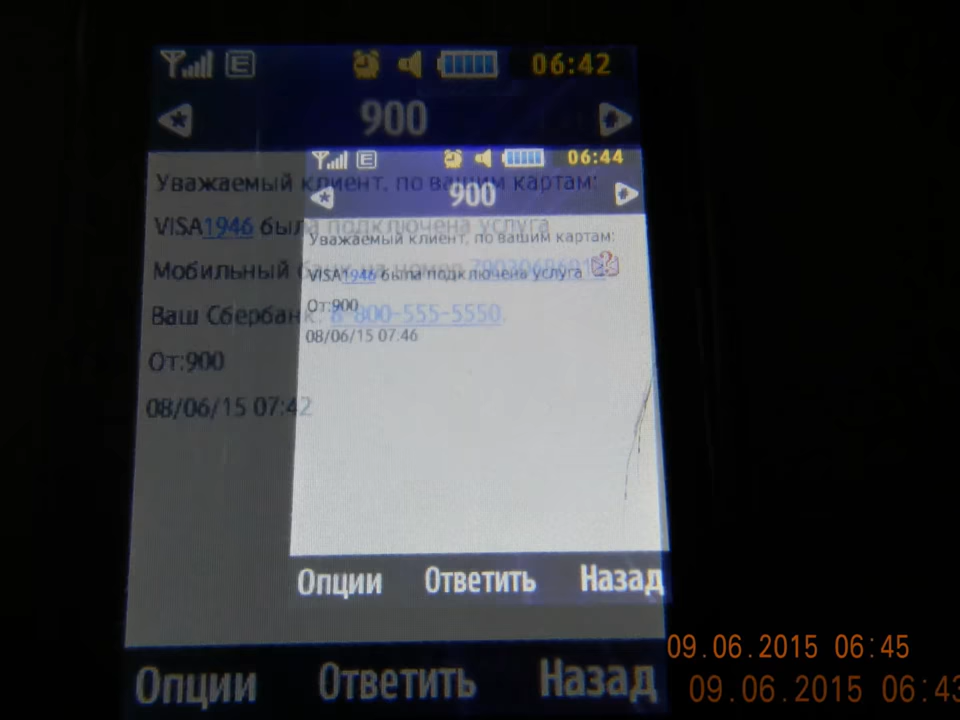 06:42
900
Уважаемый клиент, по вашим картам:
VISA1946 была подключена услуга
Мобильный банк на номер
Ваш Сбербанк. 8-800-555-5550.
От:900
08/06/15 07:42
Опции Ответить Назад
06:44
900
Уважаемый клиент, по вашим картам:
VISA1946 была подключена услуга
От:900
08/06/15 07.46
Опции Ответить Назад
09.06.2015 06:45
09.06.2015 06:43